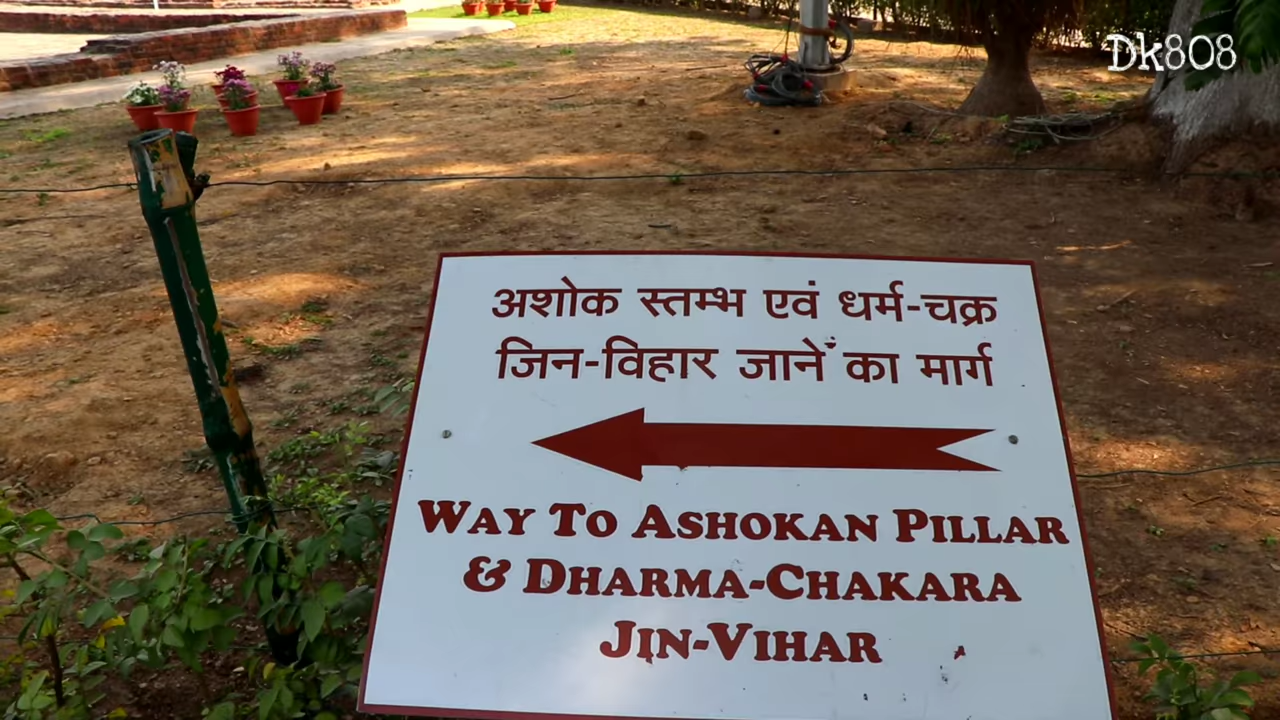 Dk808
अशोक स्तम्भ एवं धर्म-चक्र
जिन-विहार जाने का मार्ग
WAY TO ASHOKAN PILLAR
& DHARMA-CHAKARA
JIN-VIHAR